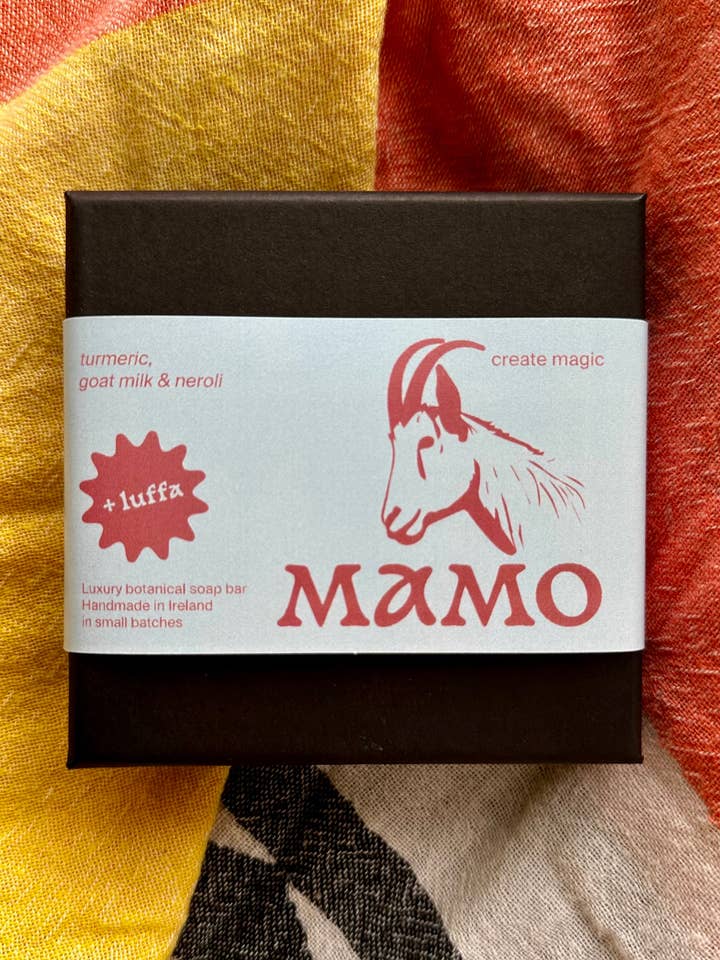 turmeric,
goat milk & neroli
create magic
+ luffa
Luxury botanical soap bar
Handmade in Ireland
in small batches
MaMO